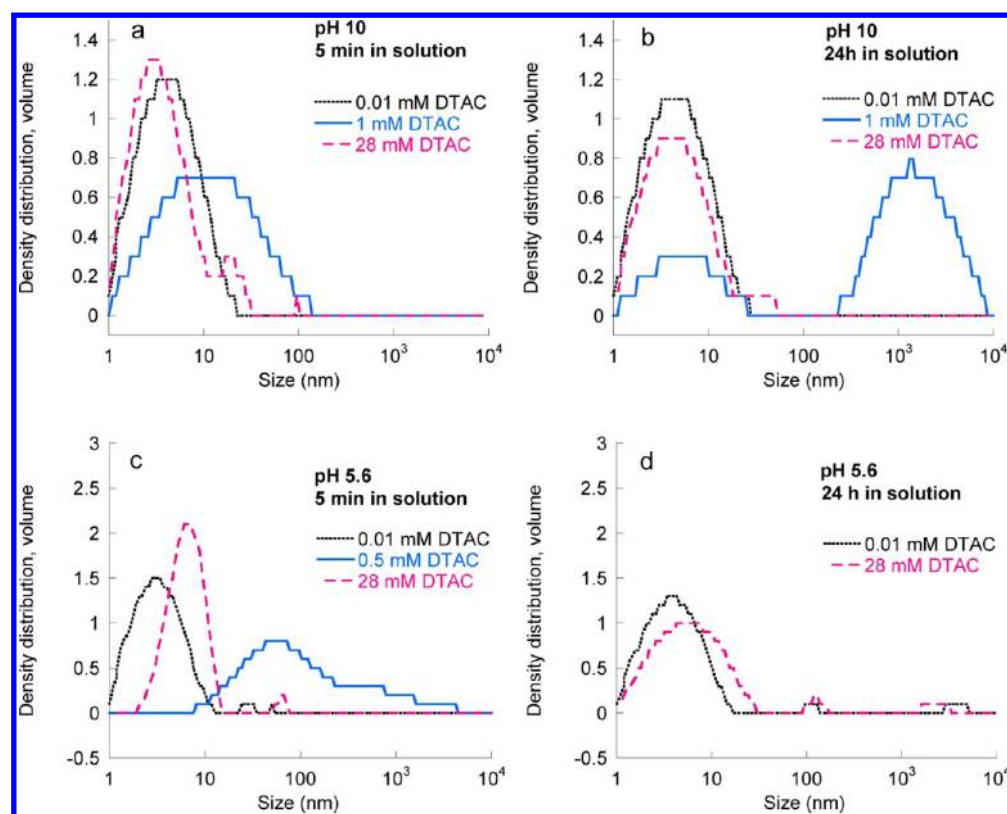 a
pH 10
5 min in solution
0.01 mM DTAC
1 mM DTAC
28 mM DTAC
Density distribution, volume
1.4
1.2
1
0.8
0.6
0.4
0.2
0
1
10
100
10³
10⁴
Size (nm)
b
pH 10
24h in solution
0.01 mM DTAC
1 mM DTAC
28 mM DTAC
Density distribution, volume
1.4
1.2
1
0.8
0.6
0.4
0.2
0
1
10
100
10³
10⁴
Size (nm)
c
pH 5.6
5 min in solution
0.01 mM DTAC
0.5 mM DTAC
28 mM DTAC
Density distribution, volume
3
2.5
2
1.5
1
0.5
0
-0.5
1
10
100
10³
10⁴
Size (nm)
d
pH 5.6
24 h in solution
0.01 mM DTAC
28 mM DTAC
Density distribution, volume
3
2.5
2
1.5
1
0.5
0
-0.5
1
10
100
10³
10⁴
Size (nm)